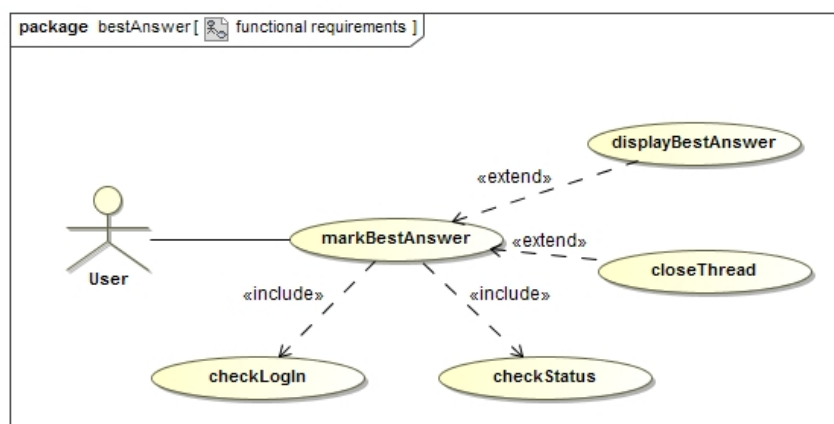 package bestAnswer[ functional requirements ]
displayBestAnswer
«extend»
markBestAnswer
«extend»
closeThread
User
«include»
«include»
checkLogIn
checkStatus